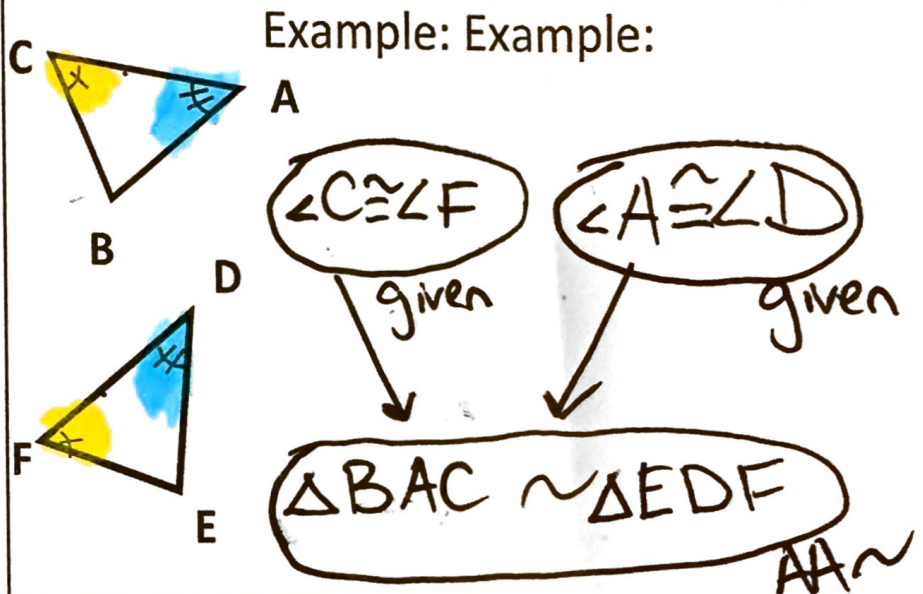 Example: Example:
C
A
B
∠C≅∠F
∠A≅∠D
given
given
D
F
E
△BAC ~△EDF
AA~